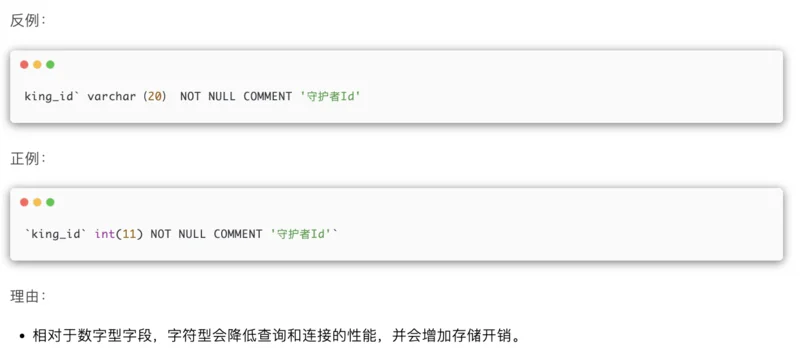 反例：
king_id` varchar（20） NOT NULL COMMENT '守护者Id'
正例：
`king_id` int(11) NOT NULL COMMENT '守护者Id'`
理由：
• 相对于数字型字段，字符型会降低查询和连接的性能，并会增加存储开销。